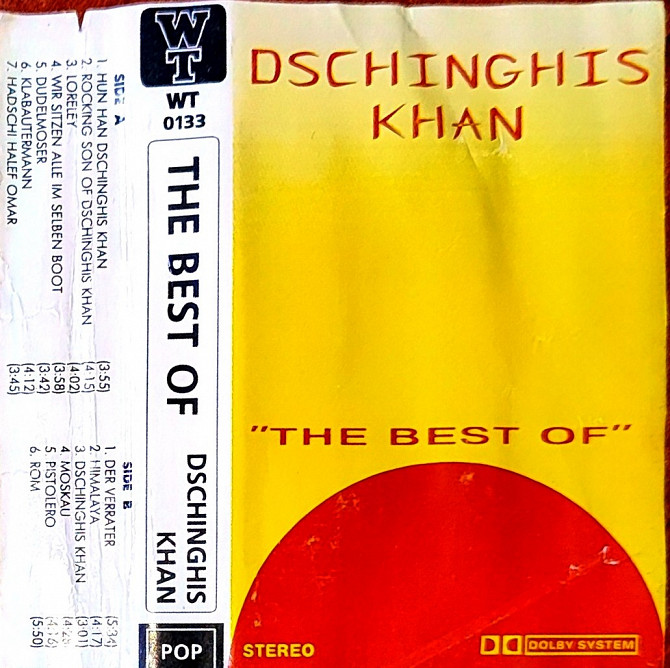 SIDE A
1. HUN HAN DSCHINGHIS KHAN (3:55)
2. ROCKING SON OF DSCHINGHIS KHAN (4:15)
3. LORELEY (4:02)
4. WIR SITZEN ALLE IM SELBEN BOOT (3:58)
5. DUDELMOSER (3:42)
6. KLABAUTERMANN (4:12)
7. HADSCHI HALEF OMAR (3:45)
SIDE B
1. DER VERRATER (5:34)
2. HIMALAYA (4:17)
3. DSCHINGHIS KHAN (3:01)
4. MOSKAU
5. PISTOLERO
6. ROM (5:50)
WT
WT
0133
THE BEST OF
DSCHINGHIS
KHAN
POP
DSCHINGHIS
KHAN
"THE BEST OF"
STEREO
DOLBY SYSTEM